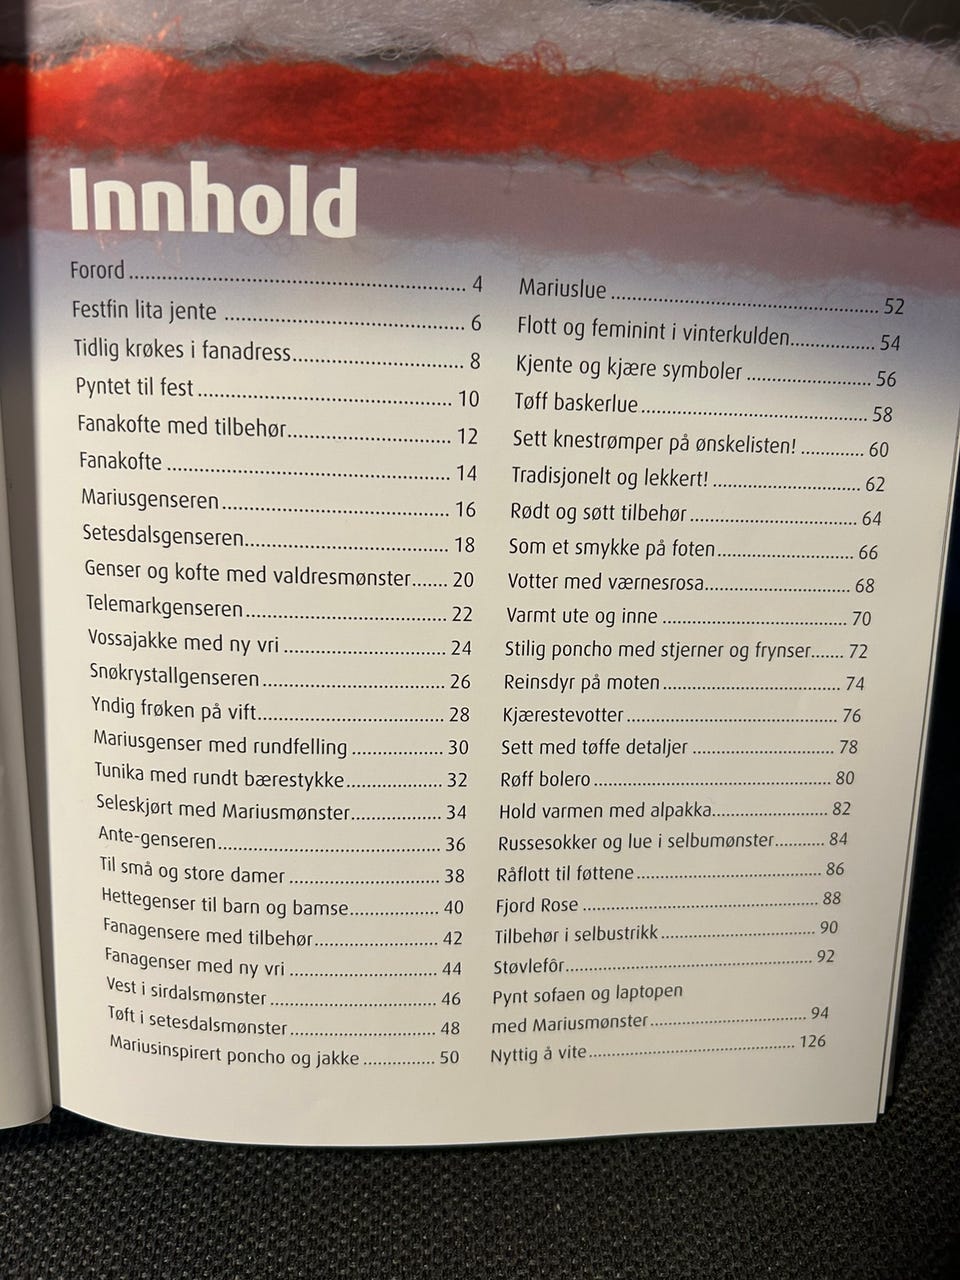 Innhold
Forord 4
Festfin lita jente 6
Tidlig krøkes i fanadress 8
Pyntet til fest 10
Fanakofte med tilbehør 12
Fanakofte 14
Mariusgenseren 16
Setesdalsgenseren 18
Genser og kofte med valdresmønster 20
Telemarkgenseren 22
Vossajakke med ny vri 24
Snøkrystallgenseren 26
Yndig frøken på vift 28
Mariusgenser med rundfelling 30
Tunika med rundt bærestykke 32
Seleskjørt med Mariusmønster 34
Ante-genseren 36
Til små og store damer 38
Hettegenser til barn og bamse 40
Fanagensere med tilbehør 42
Fanagenser med ny vri 44
Vest i sirdalsmønster 46
Tøft i setesdalsmønster 48
Mariusinspirert poncho og jakke 50
Mariuslue 52
Flott og feminint i vinterkulden 54
Kjente og kjære symboler 56
Tøff baskerlue 58
Sett knestrømper på ønskelisten! 60
Tradisjonelt og lekkert! 62
Rødt og søtt tilbehør 64
Som et smykke på foten 66
Votter med værnesrosa 68
Varmt ute og inne 70
Stilig poncho med stjerner og frynser 72
Reinsdyr på moten 74
Kjærestevotter 76
Sett med tøffe detaljer 78
Røff bolero 80
Hold varmen med alpakka 82
Russesokker og lue i selbumønster 84
Råflott til føttene 86
Fjord Rose 88
Tilbehør i selbustrikk 90
Støvlefôr 92
Pynt sofaen og laptopen
med Mariusmønster 94
Nyttig å vite 126